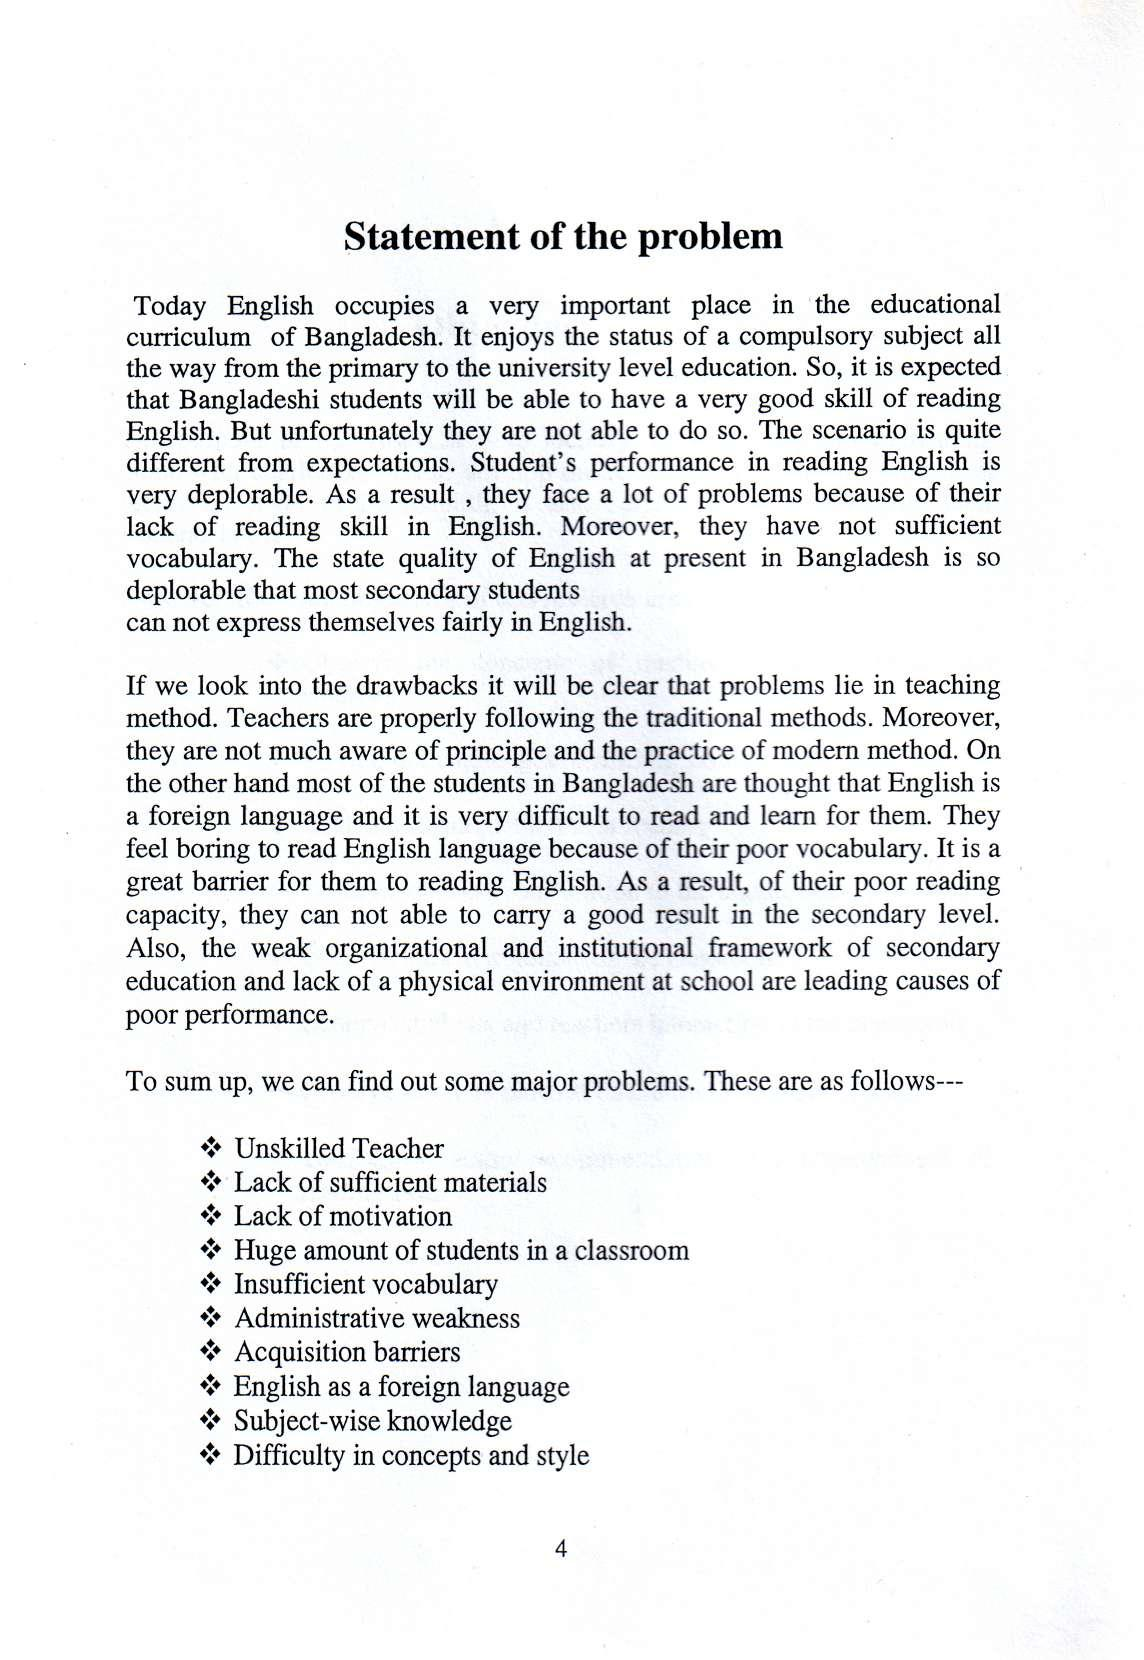 Statement of the problem
Today English occupies a very important place in the educational
curriculum of Bangladesh. It enjoys the status of a compulsory subject all
the way from the primary to the university level education. So, it is expected
that Bangladeshi students will be able to have a very good skill of reading
English. But unfortunately they are not able to do so. The scenario is quite
different from expectations. Student's performance in reading English is
very deplorable. As a result , they face a lot of problems because of their
lack of reading skill in English. Moreover, they have not sufficient
vocabulary. The state quality of English at present in Bangladesh is so
deplorable that most secondary students
can not express themselves fairly in English.
If we look into the drawbacks it will be clear that problems lie in teaching
method. Teachers are properly following the traditional methods. Moreover,
they are not much aware of principle and the practice of modern method. On
the other hand most of the students in Bangladesh are thought that English is
a foreign language and it is very difficult to read and learn for them. They
feel boring to read English language because of their poor vocabulary. It is a
great barrier for them to reading English. As a result, of their poor reading
capacity, they can not able to carry a good result in the secondary level.
Also, the weak organizational and institutional framework of secondary
education and lack of a physical environment at school are leading causes of
poor performance.
To sum up, we can find out some major problems. These are as follows---
❖ Unskilled Teacher
❖ Lack of sufficient materials
❖ Lack of motivation
❖ Huge amount of students in a classroom
❖ Insufficient vocabulary
❖ Administrative weakness
❖ Acquisition barriers
❖ English as a foreign language
❖ Subject-wise knowledge
❖ Difficulty in concepts and style
4